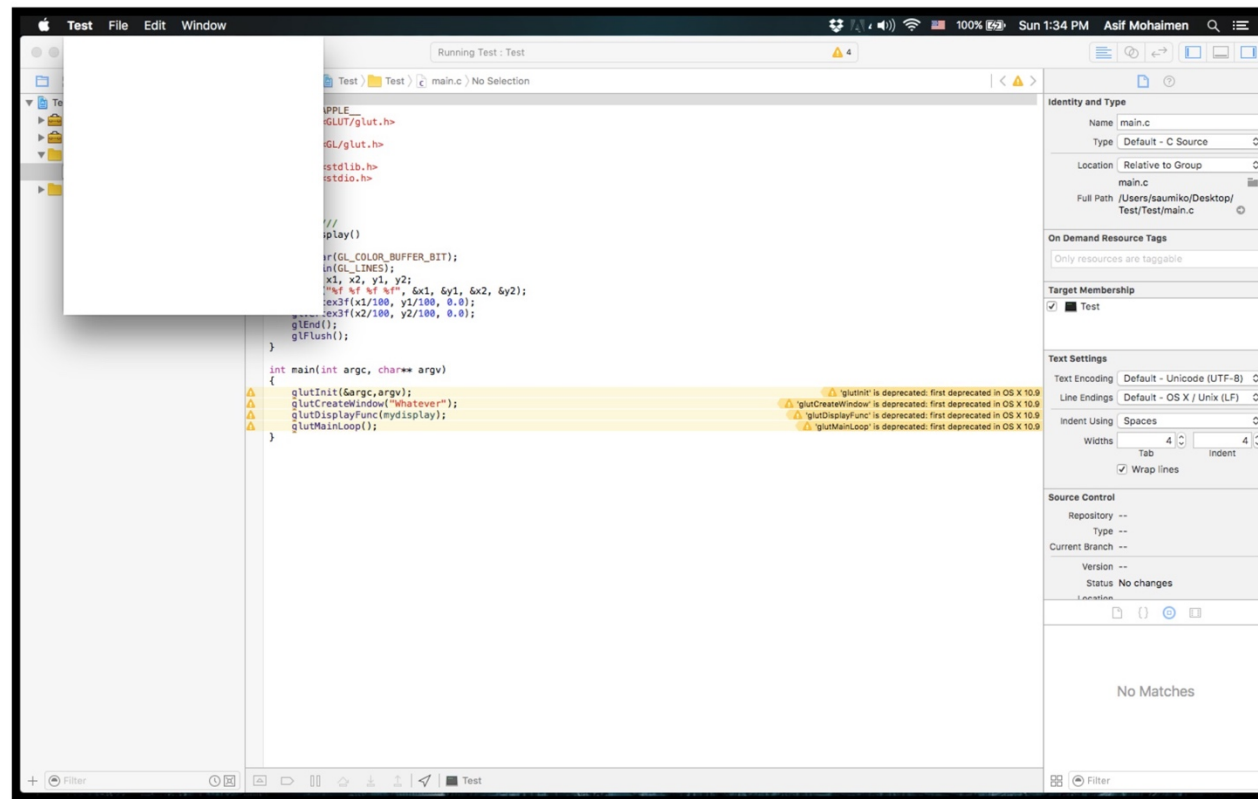 Test File Edit Window
100% Sun 1:34 PM Asif Mohaimen
Running Test : Test
4
Test Test main.c No Selection
Te
APPLE__
<GLUT/glut.h>
<GL/glut.h>
<stdlib.h>
<stdio.h>
///
splay()
ar(GL_COLOR_BUFFER_BIT);
in(GL_LINES);
x1, x2, y1, y2;
"%f %f %f %f", &x1, &y1, &x2, &y2);
tex3f(x1/100, y1/100, 0.0);
tex3f(x2/100, y2/100, 0.0);
glEnd();
glFlush();
}
int main(int argc, char** argv)
{
glutInit(&argc,argv);
'glutInit' is deprecated: first deprecated in OS X 10.9
glutCreateWindow("Whatever");
'glutCreateWindow' is deprecated: first deprecated in OS X 10.9
glutDisplayFunc(mydisplay);
'glutDisplayFunc' is deprecated: first deprecated in OS X 10.9
glutMainLoop();
'glutMainLoop' is deprecated: first deprecated in OS X 10.9
}
Identity and Type
Name main.c
Type Default - C Source
Location Relative to Group
main.c
Full Path /Users/saumiko/Desktop/
Test/Test/main.c
On Demand Resource Tags
Only resources are taggable
Target Membership
Test
Text Settings
Text Encoding Default - Unicode (UTF-8)
Line Endings Default - OS X / Unix (LF)
Indent Using Spaces
Widths 4 4
Tab Indent
Wrap lines
Source Control
Repository --
Type --
Current Branch --
Version --
Status No changes
Location
No Matches
Filter
Test
Filter